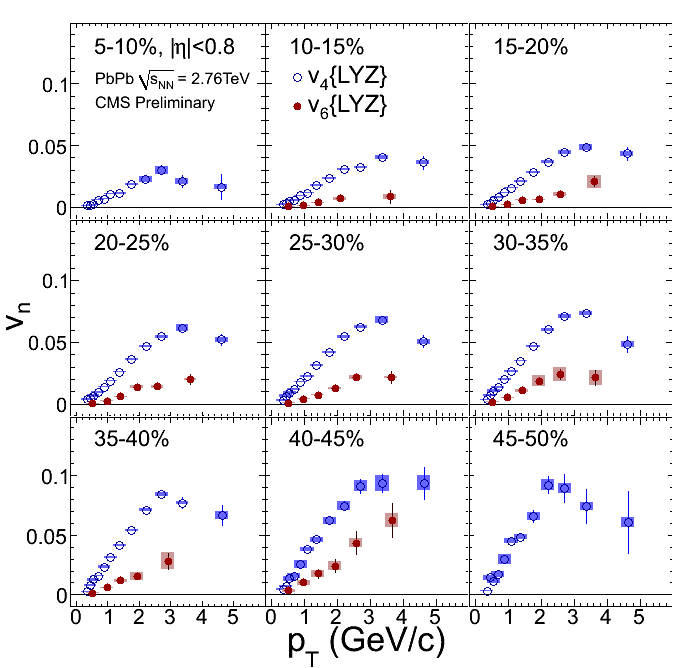 5-10%, |η|<0.8
PbPb √sNN = 2.76TeV
CMS Preliminary
10-15%
v4{LYZ}
v6{LYZ}
15-20%
0.1
0.05
0
20-25%
25-30%
30-35%
0.1
0.05
0
vn
35-40%
40-45%
45-50%
0.1
0.05
0
0 1 2 3 4 5 0 1 2 3 4 5 0 1 2 3 4 5
pT (GeV/c)